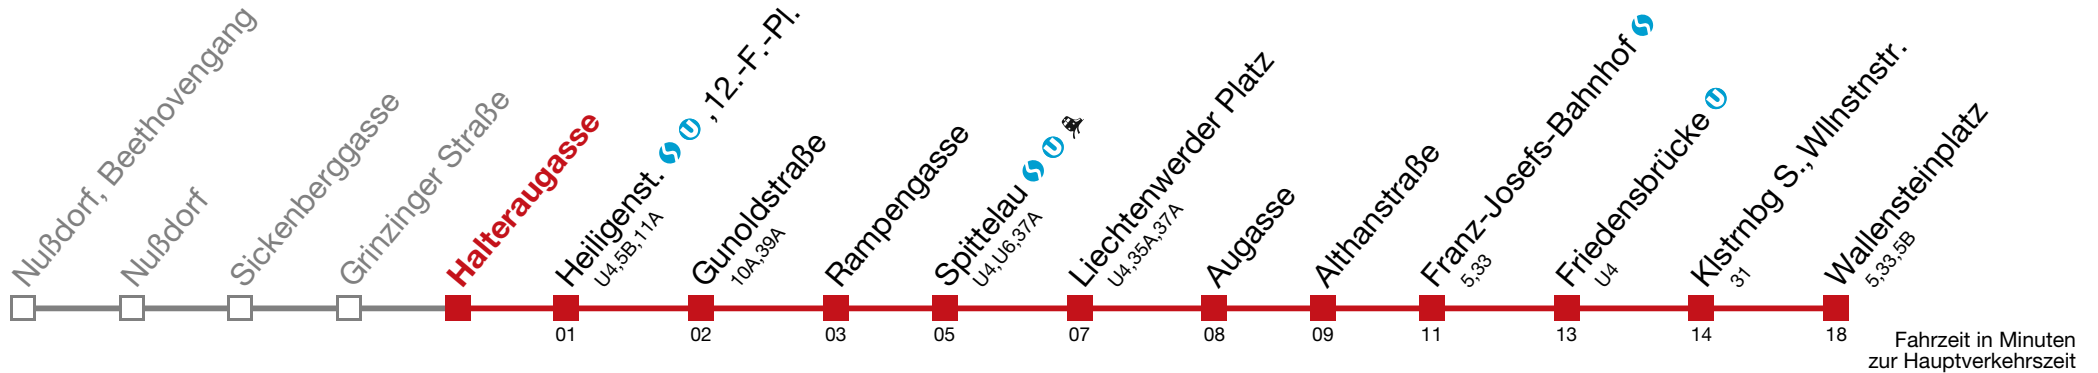 Nußdorf, Beethovengang
Nußdorf
Sickenberggasse
Grinzinger Straße
Halteraugasse
Heiligenst. S U , 12.-F.-Pl.
U4,5B,11A
01
Gunoldstraße
10A,39A
02
Rampengasse
03
Spittelau S U
U4,U6,37A
05
Liechtenwerder Platz
U4,35A,37A
07
Augasse
08
Althanstraße
09
Franz-Josefs-Bahnhof S
5,33
11
Friedensbrücke U
U4
13
Klstrnbg S., Wllnstnstr.
31
14
Wallensteinplatz
5,33,5B
18
Fahrzeit in Minuten
zur Hauptverkehrszeit